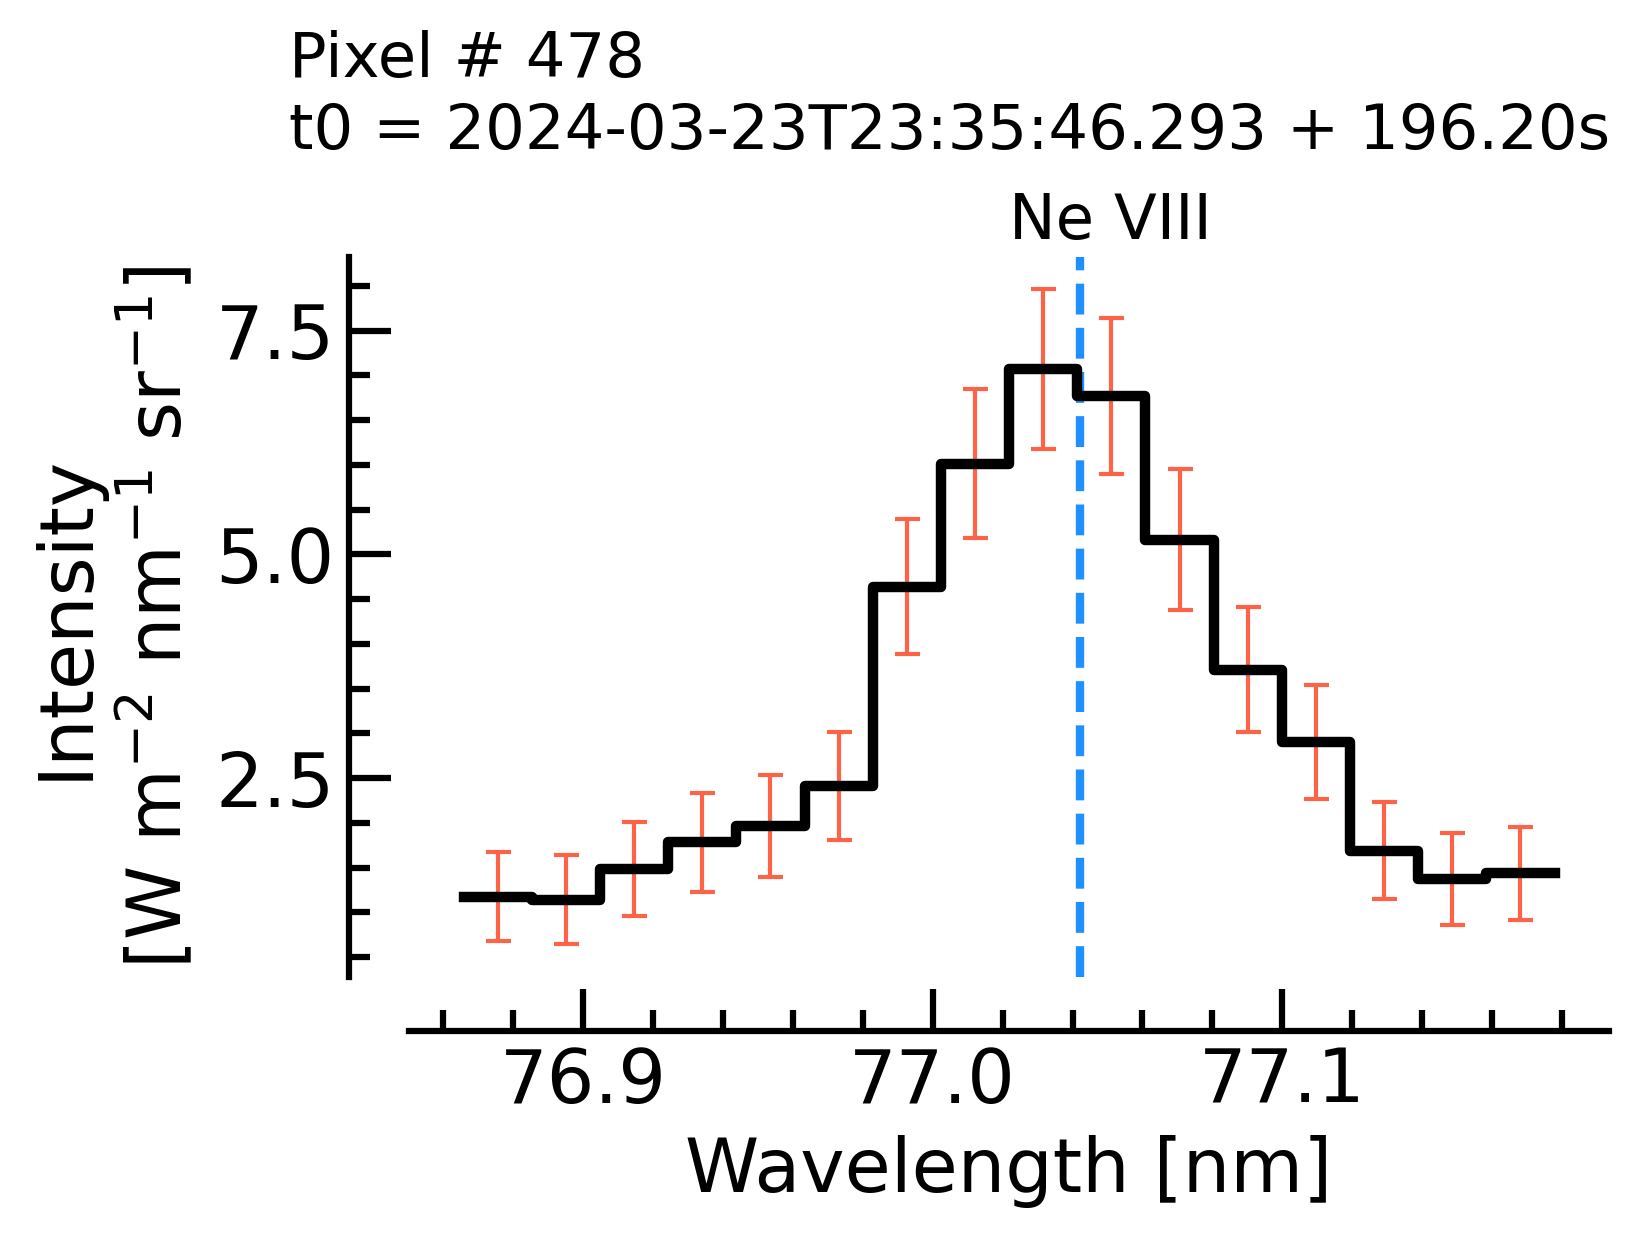 Pixel # 478
t0 = 2024-03-23T23:35:46.293 + 196.20s
Ne VIII
Intensity
[W m⁻² nm⁻¹ sr⁻¹]
7.5
5.0
2.5
76.9 77.0 77.1
Wavelength [nm]